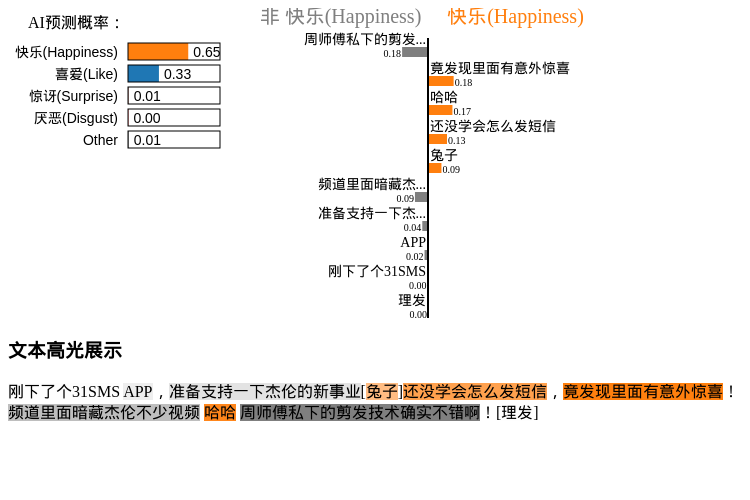 AI预测概率：
快乐(Happiness) 0.65
喜爱(Like) 0.33
惊讶(Surprise) 0.01
厌恶(Disgust) 0.00
Other 0.01
非 快乐(Happiness) 快乐(Happiness)
周师傅私下的剪发...
0.18
竟发现里面有意外惊喜
0.18
哈哈
0.17
还没学会怎么发短信
0.13
兔子
0.09
频道里面暗藏杰...
0.09
准备支持一下杰...
0.04
APP
0.02
刚下了个31SMS
0.00
理发
0.00
文本高光展示
刚下了个31SMS APP，准备支持一下杰伦的新事业[兔子]还没学会怎么发短信，竟发现里面有意外惊喜！
频道里面暗藏杰伦不少视频 哈哈 周师傅私下的剪发技术确实不错啊！[理发]